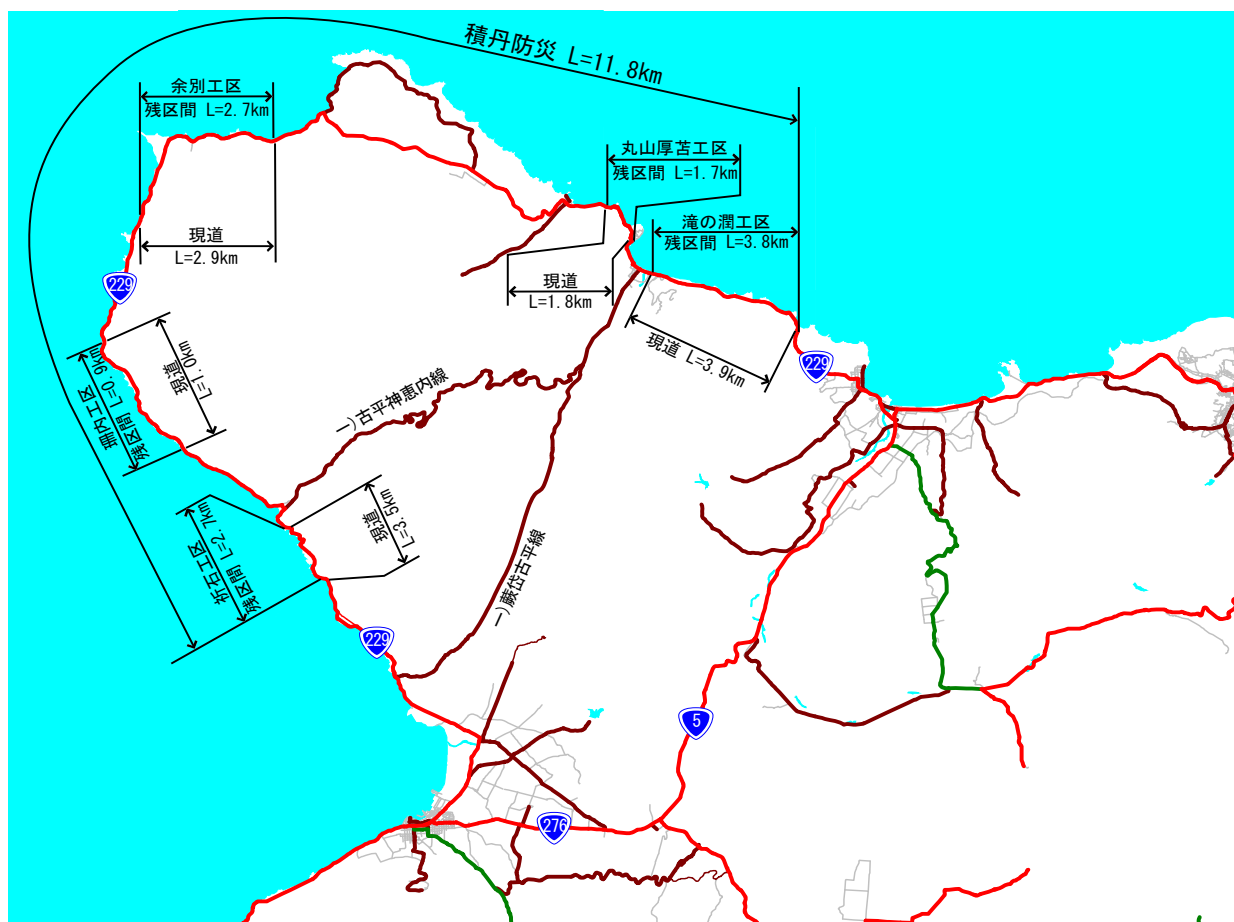 積丹防災 L=11.8km
余別工区
残区間 L=2.7km
現道
L=2.9km
丸山厚苫工区
残区間 L=1.7km
滝の澗工区
残区間 L=3.8km
現道
L=1.8km
現道 L=3.9km
229
229
現道
L=1.0km
珊内工区
残区間 L=0.9km
一)古平神恵内線
現道
L=3.5km
祈石工区
残区間 L=2.7km
一)蕨岱古平線
229
5
276